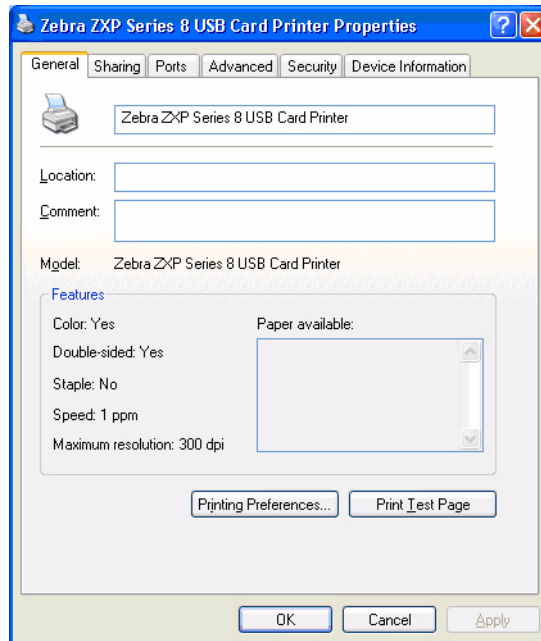 Zebra ZXP Series 8 USB Card Printer Properties
General Sharing Ports Advanced Security Device Information
Zebra ZXP Series 8 USB Card Printer
Location:
Comment:
Model: Zebra ZXP Series 8 USB Card Printer
Features
Color: Yes Paper available:
Double-sided: Yes
Staple: No
Speed: 1 ppm
Maximum resolution: 300 dpi
Printing Preferences... Print Test Page
OK Cancel Apply